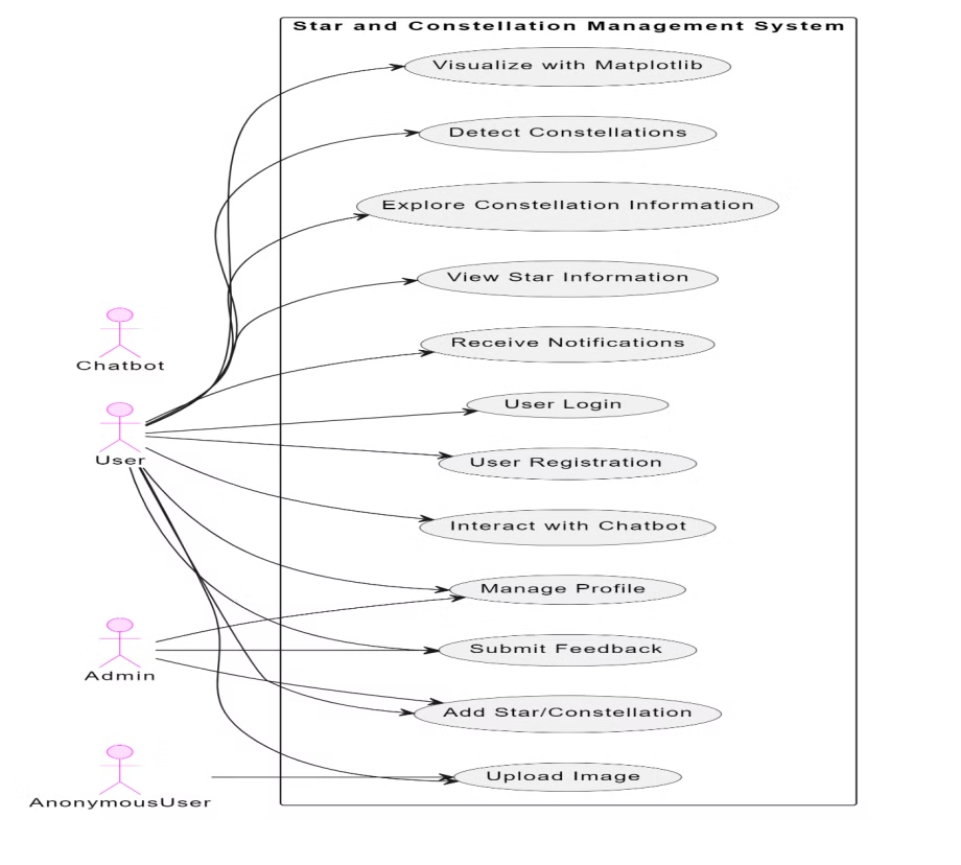 Star and Constellation Management System
Visualize with Matplotlib
Detect Constellations
Explore Constellation Information
View Star Information
Receive Notifications
Chatbot
User Login
User
User Registration
Interact with Chatbot
Manage Profile
Submit Feedback
Admin
Add Star/Constellation
Upload Image
AnonymousUser